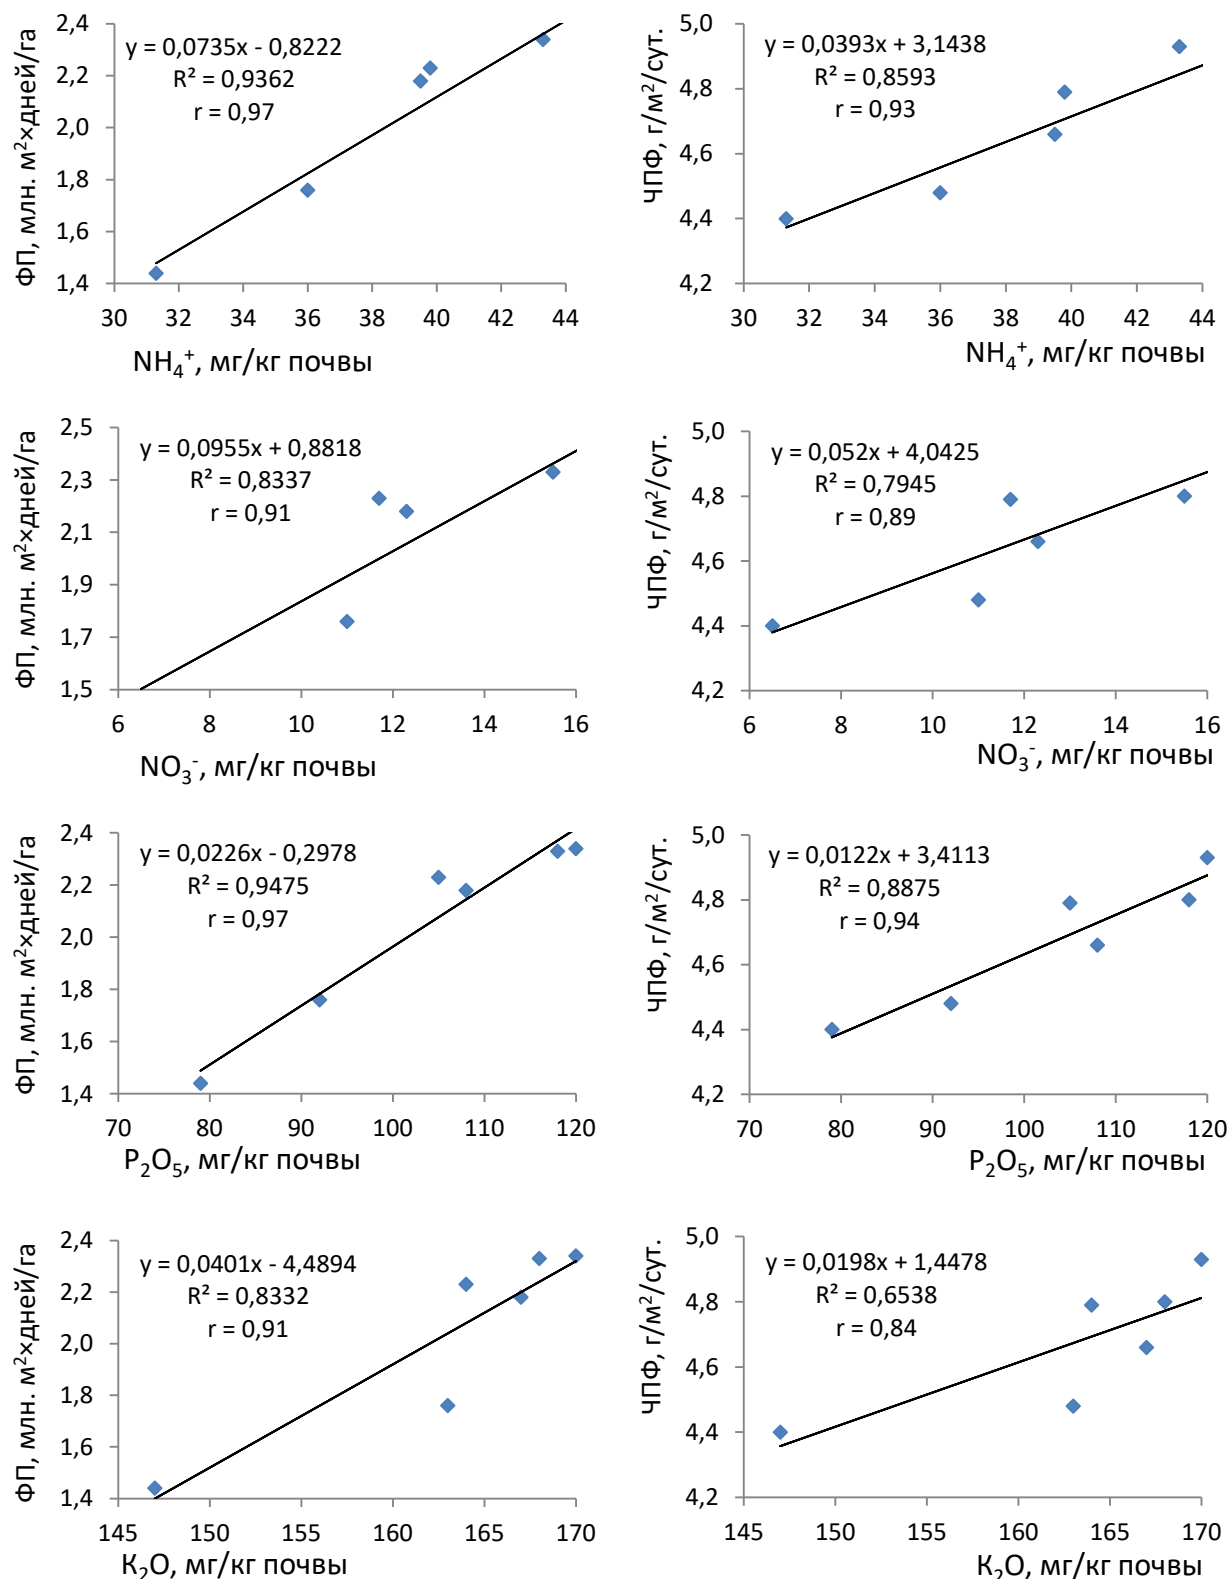 ФП, млн. м²×дней/га
2,4
2,2
2,0
1,8
1,6
1,4
y = 0,0735x - 0,8222
R² = 0,9362
r = 0,97
30 32 34 36 38 40 42 44
NH₄⁺, мг/кг почвы
ЧПФ, г/м²/сут.
5,0
4,8
4,6
4,4
4,2
y = 0,0393x + 3,1438
R² = 0,8593
r = 0,93
30 32 34 36 38 40 42 44
NH₄⁺, мг/кг почвы
ФП, млн. м²×дней/га
2,5
2,3
2,1
1,9
1,7
1,5
y = 0,0955x + 0,8818
R² = 0,8337
r = 0,91
6 8 10 12 14 16
NO₃⁻, мг/кг почвы
ЧПФ, г/м²/сут.
5,0
4,8
4,6
4,4
4,2
y = 0,052x + 4,0425
R² = 0,7945
r = 0,89
6 8 10 12 14 16
NO₃⁻, мг/кг почвы
ФП, млн. м²×дней/га
2,4
2,2
2,0
1,8
1,6
1,4
y = 0,0226x - 0,2978
R² = 0,9475
r = 0,97
70 80 90 100 110 120
P₂O₅, мг/кг почвы
ЧПФ, г/м²/сут.
5,0
4,8
4,6
4,4
4,2
y = 0,0122x + 3,4113
R² = 0,8875
r = 0,94
70 80 90 100 110 120
P₂O₅, мг/кг почвы
ФП, млн. м²×дней/га
2,4
2,2
2,0
1,8
1,6
1,4
y = 0,0401x - 4,4894
R² = 0,8332
r = 0,91
145 150 155 160 165 170
K₂O, мг/кг почвы
ЧПФ, г/м²/сут.
5,0
4,8
4,6
4,4
4,2
y = 0,0198x + 1,4478
R² = 0,6538
r = 0,84
145 150 155 160 165 170
K₂O, мг/кг почвы